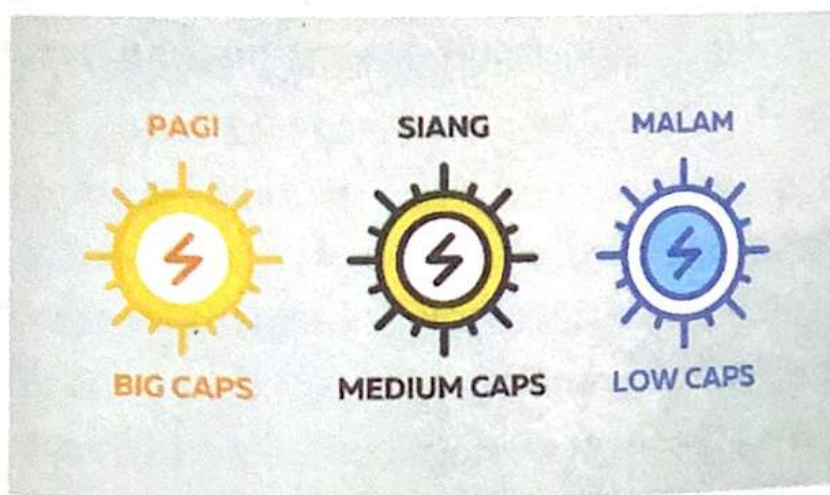 PAGI
SIANG
MALAM
BIG CAPS
MEDIUM CAPS
LOW CAPS